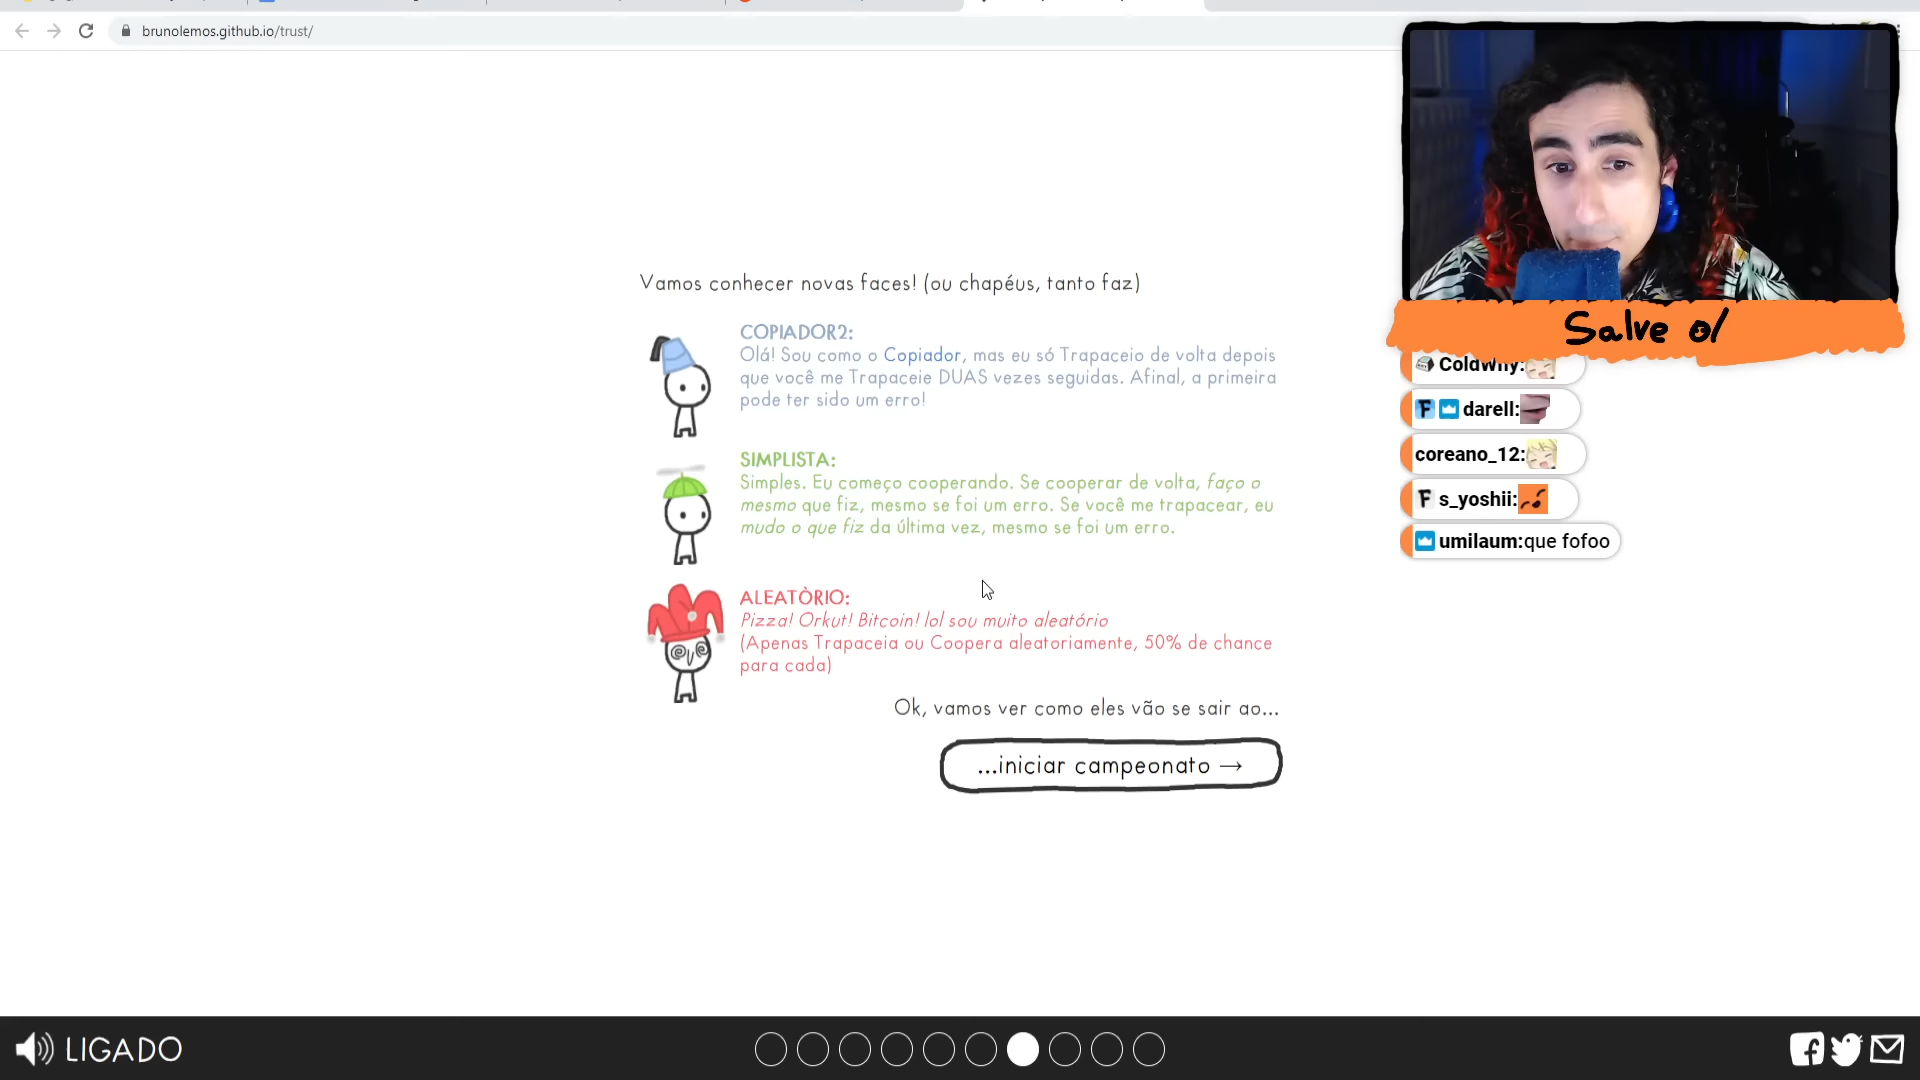 brunolemos.github.io/trust/
Vamos conhecer novas faces! (ou chapéus, tanto faz)
COPIADOR2:
Olá! Sou como o Copiador, mas eu só Trapaceio de volta depois
que você me Trapaceie DUAS vezes seguidas. Afinal, a primeira
pode ter sido um erro!
SIMPLISTA:
Simples. Eu começo cooperando. Se cooperar de volta, faço o
mesmo que fiz, mesmo se foi um erro. Se você me trapacear, eu
mudo o que fiz da última vez, mesmo se foi um erro.
ALEATÒRIO:
Pizza! Orkut! Bitcoin! lol sou muito aleatório
(Apenas Trapaceia ou Coopera aleatoriamente, 50% de chance
para cada)
Ok, vamos ver como eles vão se sair ao...
...iniciar campeonato →
Salve o/
ColdWhy:
F darell:
coreano_12:
F s_yoshii:
umilaum:que fofoo
LIGADO